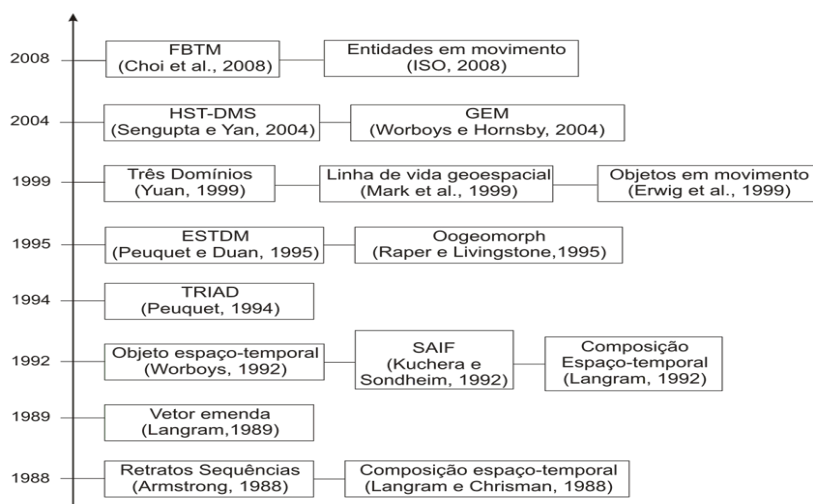 2008
FBTM
(Choi et al., 2008)
Entidades em movimento
(ISO, 2008)
2004
HST-DMS
(Sengupta e Yan, 2004)
GEM
(Worboys e Hornsby, 2004)
1999
Três Domínios
(Yuan, 1999)
Linha de vida geoespacial
(Mark et al., 1999)
Objetos em movimento
(Erwig et al., 1999)
1995
ESTDM
(Peuquet e Duan, 1995)
Oogeomorph
(Raper e Livingstone,1995)
1994
TRIAD
(Peuquet, 1994)
1992
Objeto espaço-temporal
(Worboys, 1992)
SAIF
(Kuchera e
Sondheim, 1992)
Composição
Espaço-temporal
(Langram, 1992)
1989
Vetor emenda
(Langram,1989)
1988
Retratos Sequências
(Armstrong, 1988)
Composição espaço-temporal
(Langram e Chrisman, 1988)